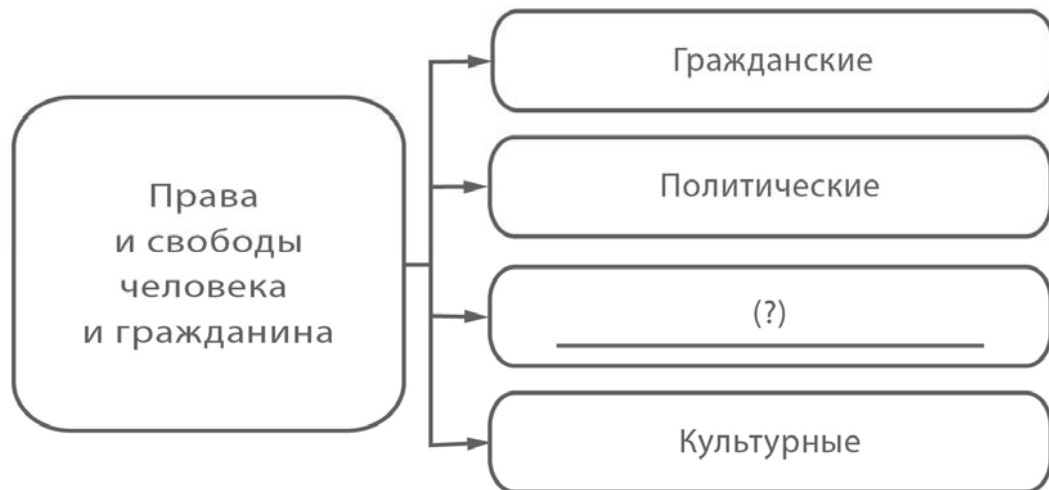 Права
и свободы
человека
и гражданина
Гражданские
Политические
(?)
Культурные